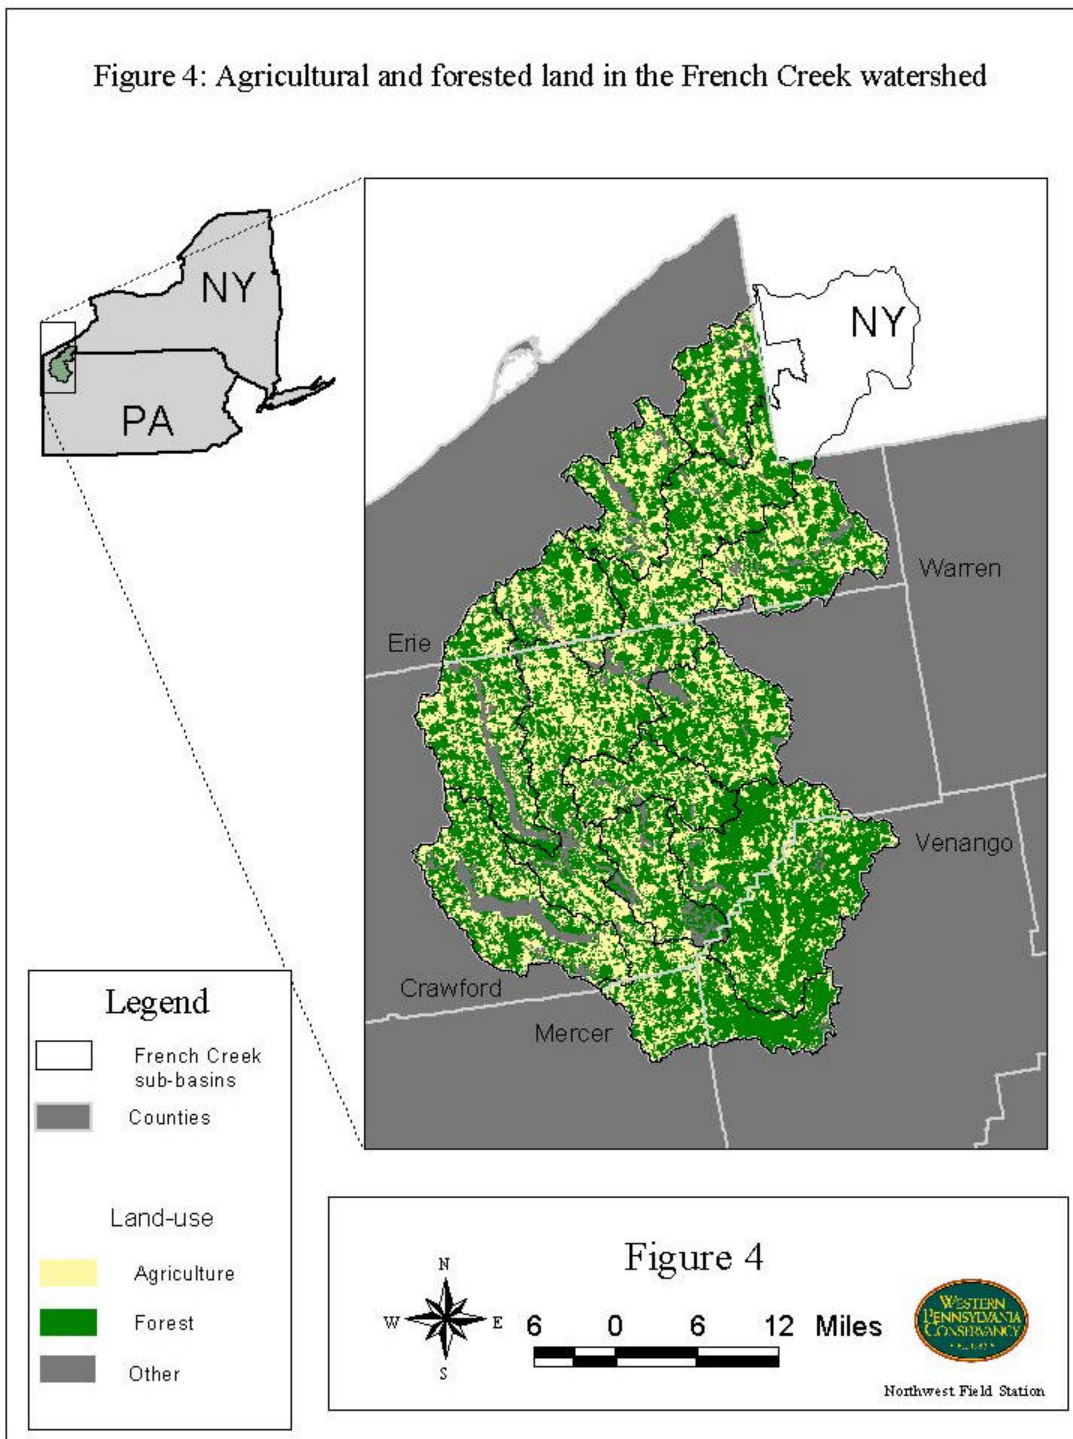 Figure 4: Agricultural and forested land in the French Creek watershed
NY
PA
NY
Warren
Erie
Venango
Crawford
Mercer
Legend
French Creek
sub-basins
Counties
Land-use
Agriculture
Forest
Other
Figure 4
N
W E
S
6 0 6 12 Miles
WESTERN
PENNSYLVANIA
CONSERVANCY
Northwest Field Station